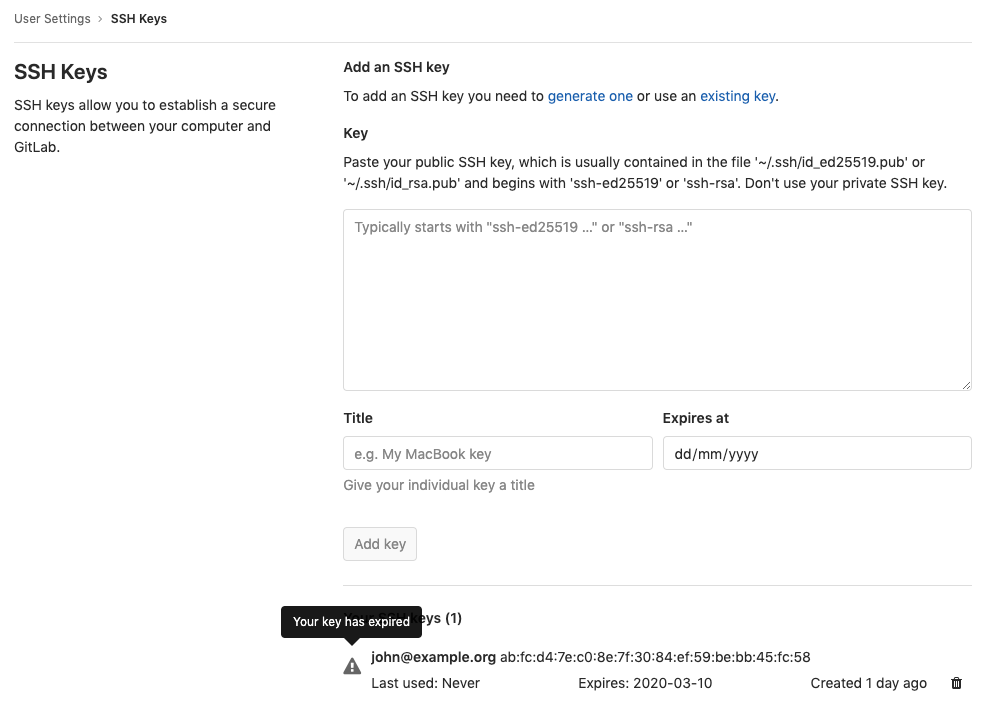 User Settings › SSH Keys
SSH Keys
SSH keys allow you to establish a secure
connection between your computer and
GitLab.
Add an SSH key
To add an SSH key you need to generate one or use an existing key.
Key
Paste your public SSH key, which is usually contained in the file '~/.ssh/id_ed25519.pub' or
'~/.ssh/id_rsa.pub' and begins with 'ssh-ed25519' or 'ssh-rsa'. Don't use your private SSH key.
Typically starts with "ssh-ed25519 ..." or "ssh-rsa ..."
Title
Expires at
e.g. My MacBook key
dd/mm/yyyy
Give your individual key a title
Add key
keys (1)
Your key has expired
john@example.org ab:fc:d4:7e:c0:8e:7f:30:84:ef:59:be:bb:45:fc:58
Last used: Never
Expires: 2020-03-10
Created 1 day ago